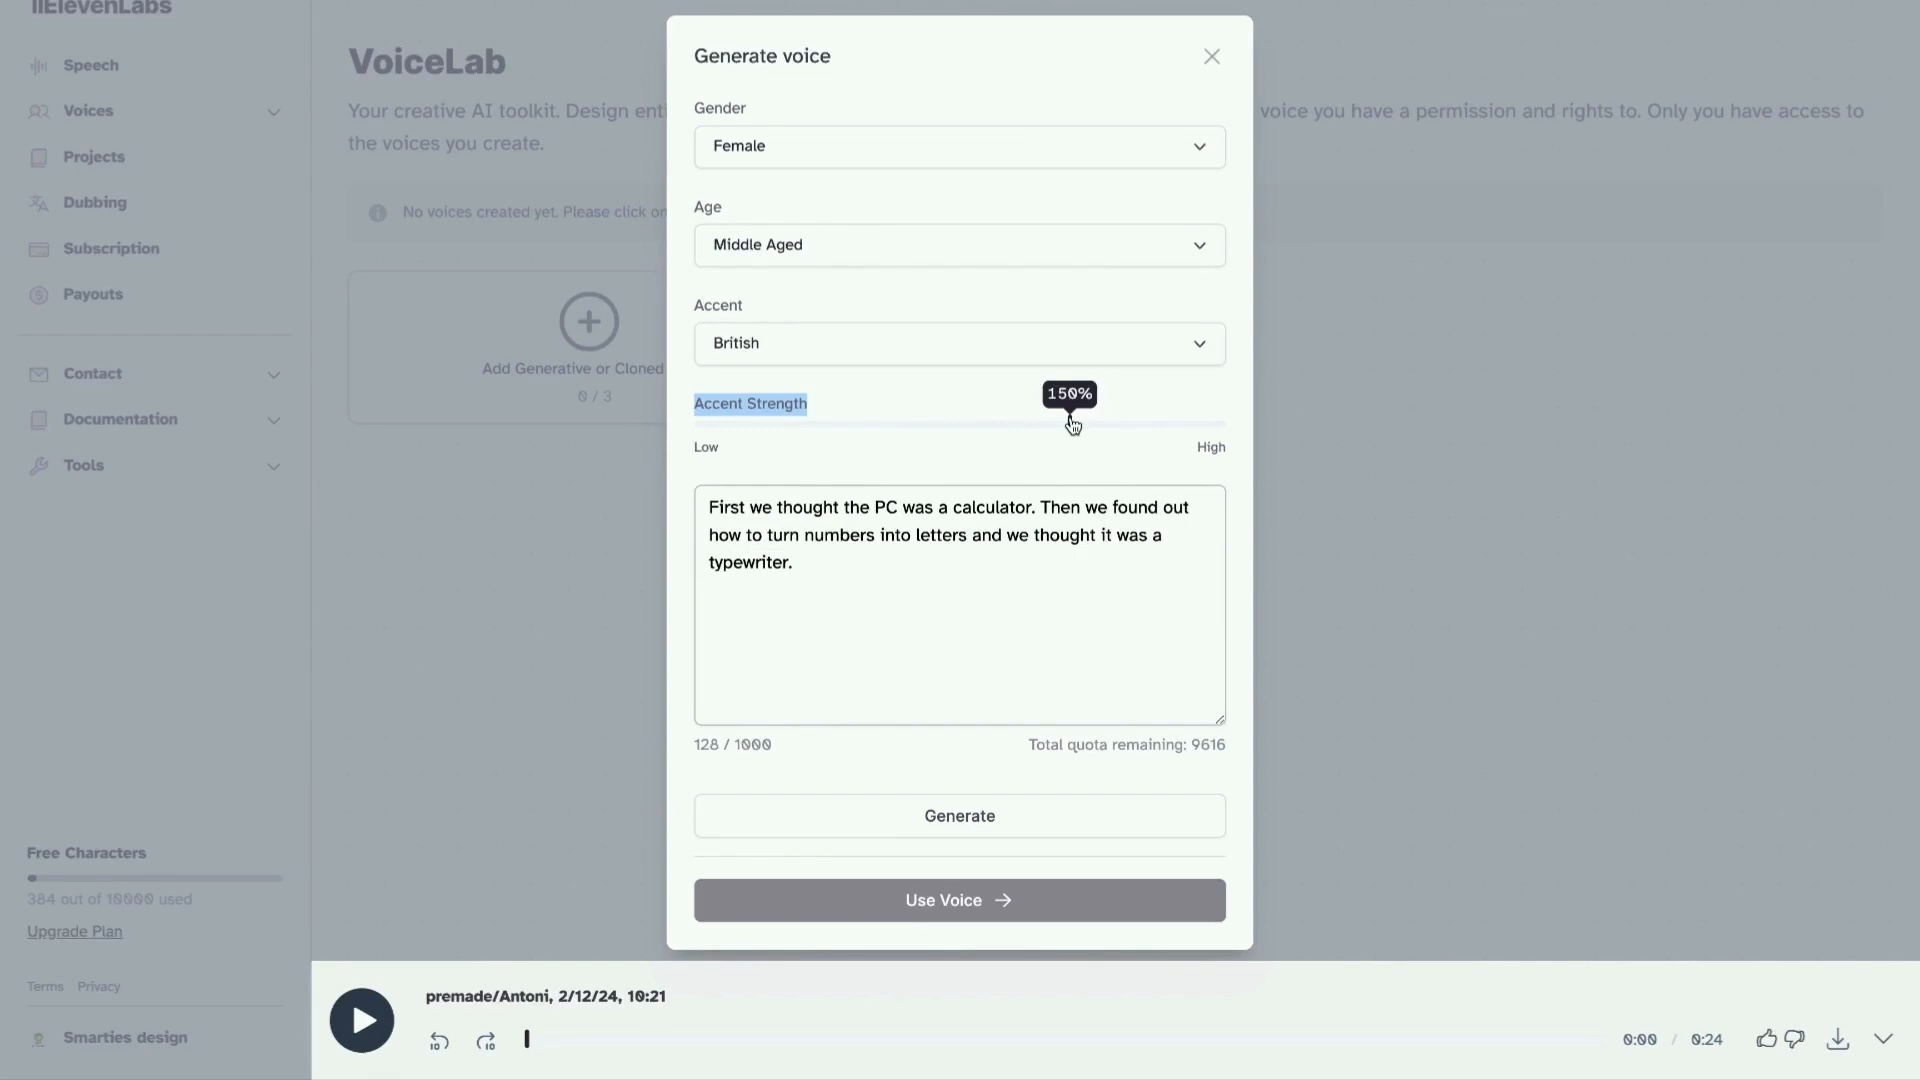 IIElevenLabs
Speech
Voices
Projects
Dubbing
Subscription
Payouts
Contact
Documentation
Tools
Free Characters
384 out of 10000 used
Upgrade Plan
Terms Privacy
Smarties design
VoiceLab
Your creative AI toolkit. Design enti
voice you have a permission and rights to. Only you have access to
the voices you create.
No voices created yet. Please click on
Add Generative or Cloned
0 / 3
Generate voice
Gender
Female
Age
Middle Aged
Accent
British
Accent Strength
150%
Low
High
First we thought the PC was a calculator. Then we found out
how to turn numbers into letters and we thought it was a
typewriter.
128 / 1000
Total quota remaining: 9616
Generate
Use Voice
premade/Antoni, 2/12/24, 10:21
10
10
0:00 / 0:24